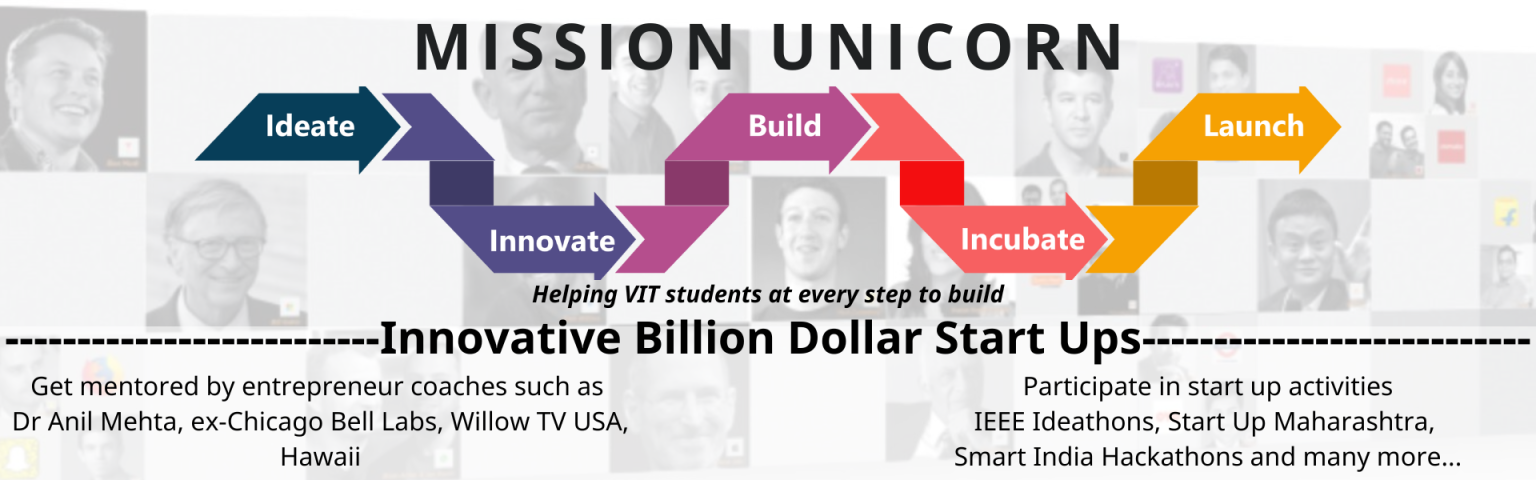 MISSION UNICORN
Ideate
Innovate
Build
Incubate
Launch
Helping VIT students at every step to build
---------------------------Innovative Billion Dollar Start Ups----------------------------
Get mentored by entrepreneur coaches such as
Dr Anil Mehta, ex-Chicago Bell Labs, Willow TV USA,
Hawaii
Participate in start up activities
IEEE Ideathons, Start Up Maharashtra,
Smart India Hackathons and many more...